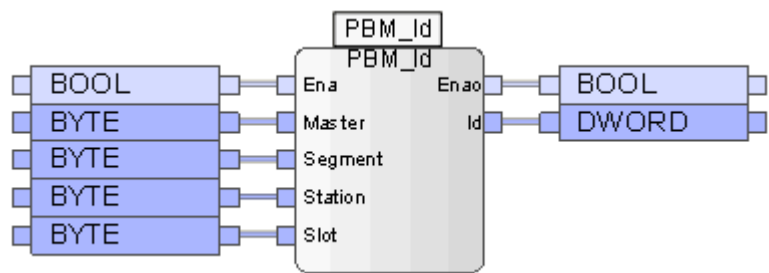 PBM_Id
PBM_Id
BOOL Ena Enao BOOL
BYTE Master Id DWORD
BYTE Segment
BYTE Station
BYTE Slot